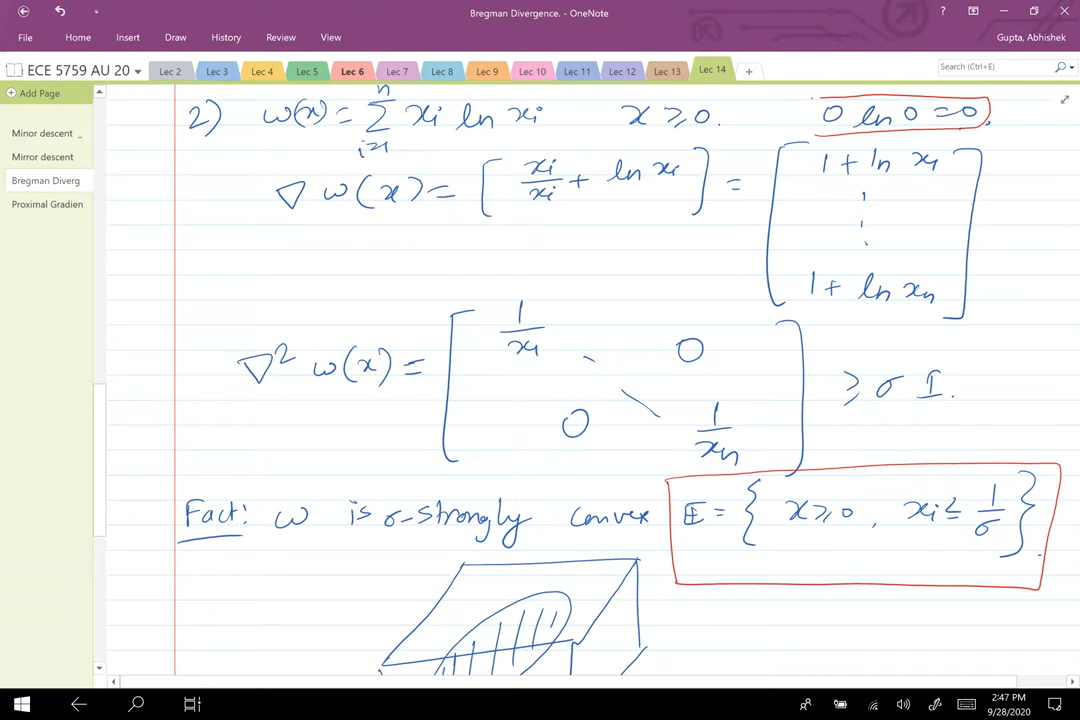 Bregman Divergence. - OneNote
Gupta, Abhishek
File Home Insert Draw History Review View
ECE 5759 AU 20
Lec 2 Lec 3 Lec 4 Lec 5 Lec 6 Lec 7 Lec 8 Lec 9 Lec 10 Lec 11 Lec 12 Lec 13 Lec 14
Search (Ctrl+E)
Add Page
Minor descent
Mirror descent
Bregman Diverg
Proximal Gradien
2) ω(x) = Σ_{i=1}^{n} xi ln xi x ≥ 0. 0 ln 0 = 0.
∇ω(x) = [ xi/xi + ln xi ] = [ 1 + ln x1 ⋮ 1 + ln xn ]
∇² ω(x) = [ 1/x1 0 ⋱ 0 1/xn ] ≥ σ I.
Fact: ω is σ-strongly convex E = { x ≥ 0, xi ≤ 1/σ }.
2:47 PM
9/28/2020